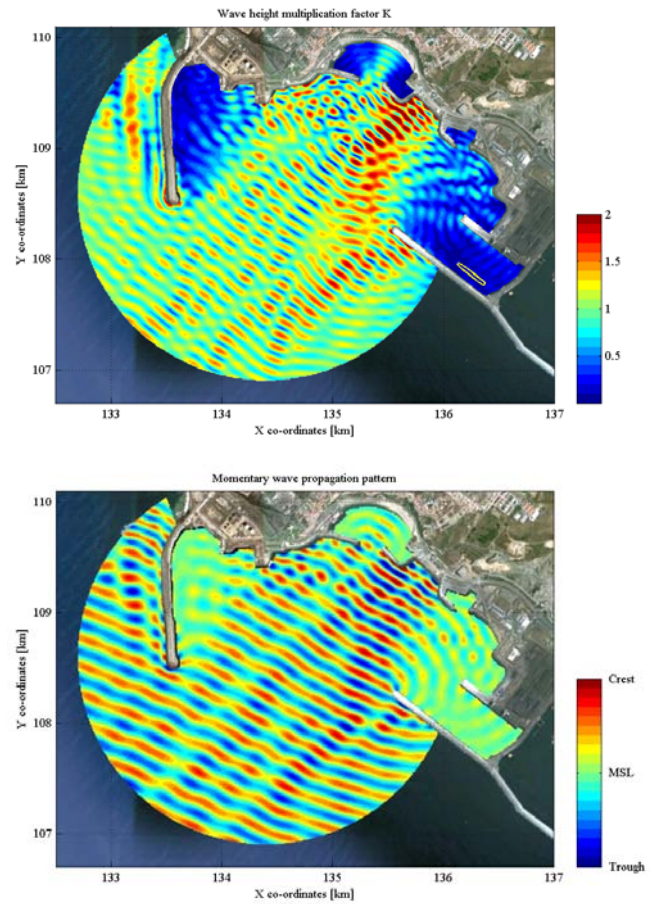 Wave height multiplication factor K
110
109
108
107
133
134
135
136
137
Y co-ordinates [km]
X co-ordinates [km]
2
1.5
1
0.5
Momentary wave propagation pattern
110
109
108
107
133
134
135
136
137
Y co-ordinates [km]
X co-ordinates [km]
Crest
MSL
Trough